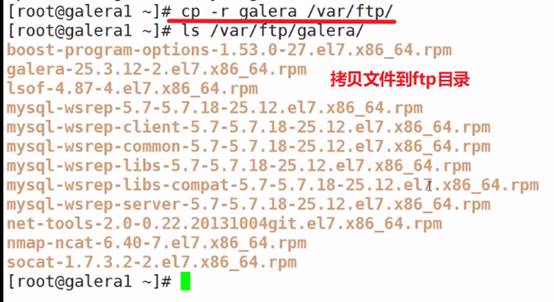 [root@galera1 ~]# cp -r galera /var/ftp/
[root@galera1 ~]# ls /var/ftp/galera/
boost-program-options-1.53.0-27.el7.x86_64.rpm
galera-25.3.12-2.el7.x86_64.rpm
lsof-4.87-4.el7.x86_64.rpm
拷贝文件到ftp目录
mysql-wsrep-5.7-5.7.18-25.12.el7.x86_64.rpm
mysql-wsrep-client-5.7-5.7.18-25.12.el7.x86_64.rpm
mysql-wsrep-common-5.7-5.7.18-25.12.el7.x86_64.rpm
mysql-wsrep-libs-5.7-5.7.18-25.12.el7.x86_64.rpm
mysql-wsrep-libs-compat-5.7-5.7.18-25.12.el7.x86_64.rpm
mysql-wsrep-server-5.7-5.7.18-25.12.el7.x86_64.rpm
net-tools-2.0-0.22.20131004git.el7.x86_64.rpm
nmap-ncat-6.40-7.el7.x86_64.rpm
socat-1.7.3.2-2.el7.x86_64.rpm
[root@galera1 ~]#